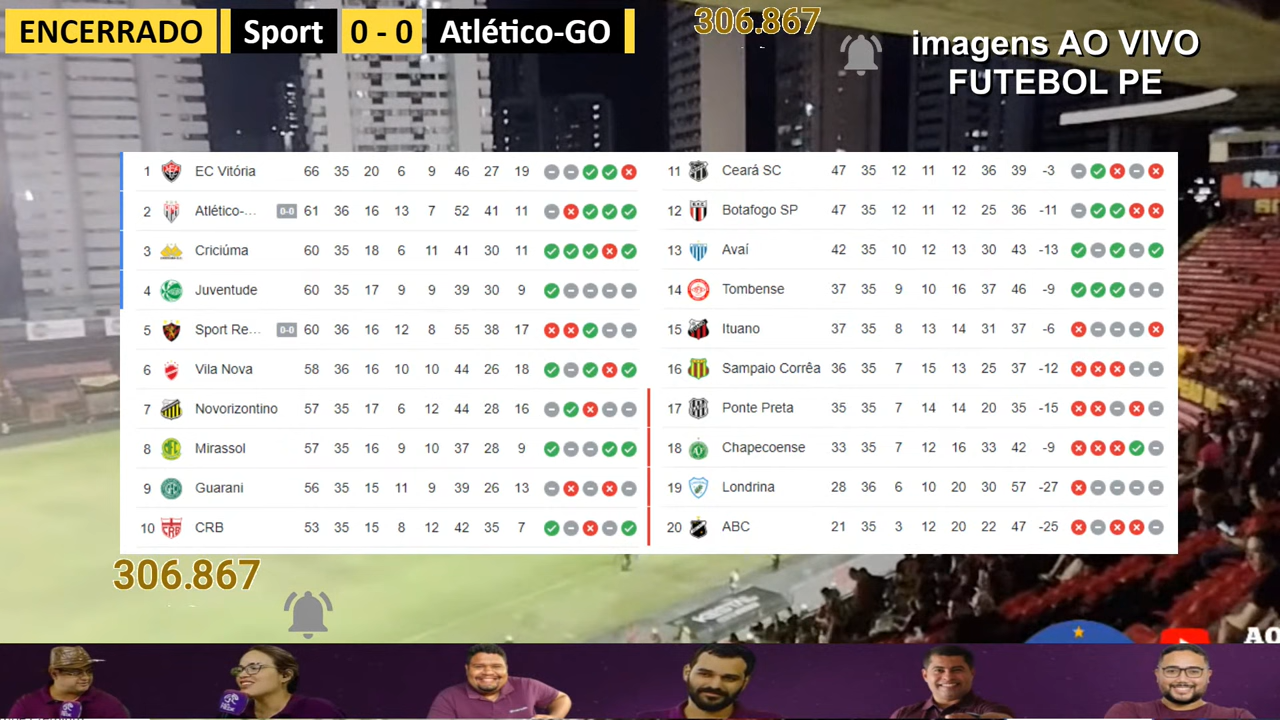 ENCERRADO Sport 0 - 0 Atlético-GO
306.867
imagens AO VIVO
FUTEBOL PE
1 EC Vitória 66 35 20 6 9 46 27 19
2 Atlético-... 0-0 61 36 16 13 7 52 41 11
3 Criciúma 60 35 18 6 11 41 30 11
4 Juventude 60 35 17 9 9 39 30 9
5 Sport Re... 0-0 60 36 16 12 8 55 38 17
6 Vila Nova 58 36 16 10 10 44 26 18
7 Novorizontino 57 35 17 6 12 44 28 16
8 Mirassol 57 35 16 9 10 37 28 9
9 Guarani 56 35 15 11 9 39 26 13
10 CRB 53 35 15 8 12 42 35 7
11 Ceará SC 47 35 12 11 12 36 39 -3
12 Botafogo SP 47 35 12 11 12 25 36 -11
13 Avaí 42 35 10 12 13 30 43 -13
14 Tombense 37 35 9 10 16 37 46 -9
15 Ituano 37 35 8 13 14 31 37 -6
16 Sampaio Corrêa 36 35 7 15 13 25 37 -12
17 Ponte Preta 35 35 7 14 14 20 35 -15
18 Chapecoense 33 35 7 12 16 33 42 -9
19 Londrina 28 36 6 10 20 30 57 -27
20 ABC 21 35 3 12 20 22 47 -25
306.867
AO